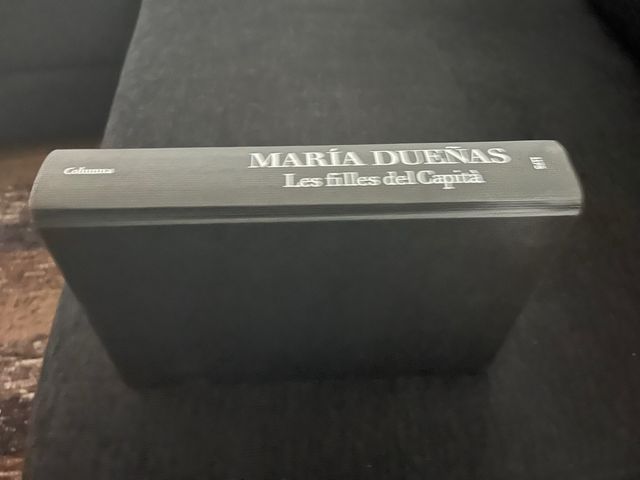 Columna
MARÍA DUEÑAS
Les filles del Capità